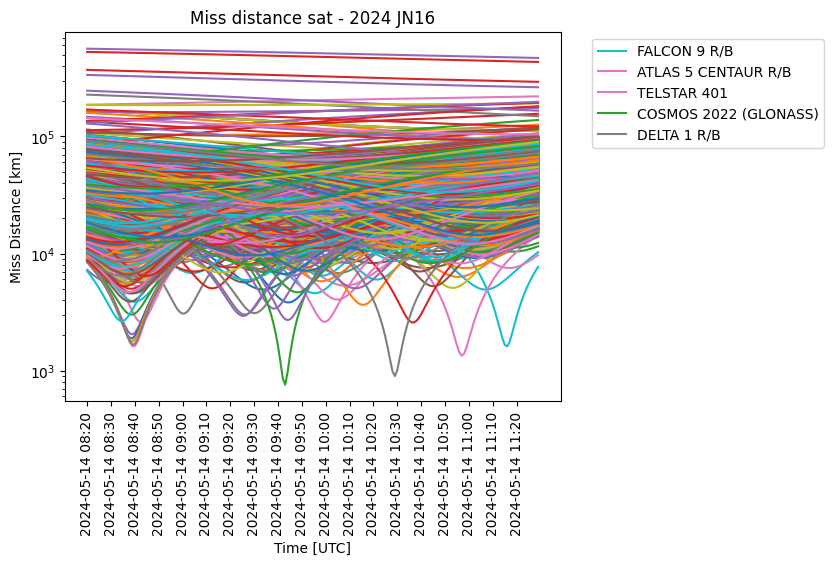 Miss distance sat - 2024 JN16
FALCON 9 R/B
ATLAS 5 CENTAUR R/B
TELSTAR 401
COSMOS 2022 (GLONASS)
DELTA 1 R/B
Miss Distance [km]
10^5
10^4
10^3
2024-05-14 08:20
2024-05-14 08:30
2024-05-14 08:40
2024-05-14 08:50
2024-05-14 09:00
2024-05-14 09:10
2024-05-14 09:20
2024-05-14 09:30
2024-05-14 09:40
2024-05-14 09:50
2024-05-14 10:00
2024-05-14 10:10
2024-05-14 10:20
2024-05-14 10:30
2024-05-14 10:40
2024-05-14 10:50
2024-05-14 11:00
2024-05-14 11:10
2024-05-14 11:20
Time [UTC]